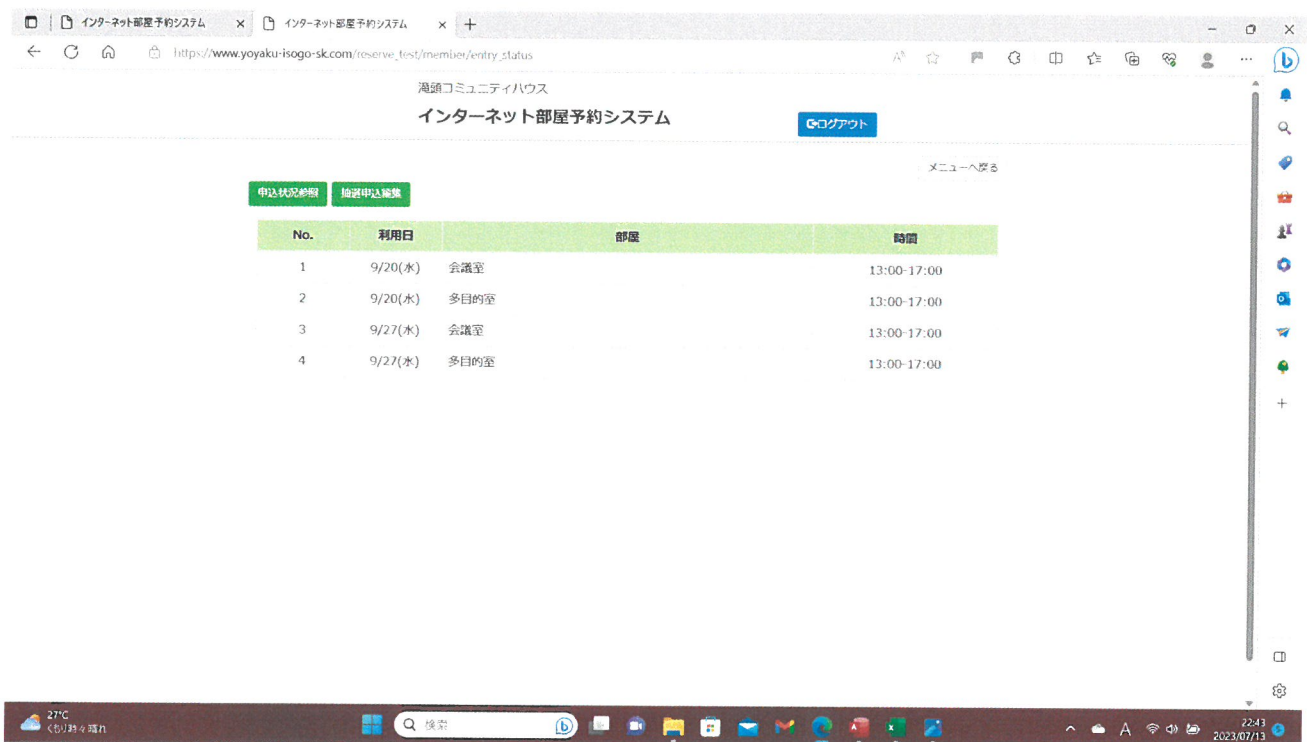 インターネット部屋予約システム
インターネット部屋予約システム
https://www.yoyaku-isogo-sk.com/reserve_test/member/entry_status
滝頭コミュニティハウス
インターネット部屋予約システム
ログアウト
メニューへ戻る
申込状況参照 抽選申込編集
No. 利用日 部屋 時間
1 9/20(水) 会議室 13:00-17:00
2 9/20(水) 多目的室 13:00-17:00
3 9/27(水) 会議室 13:00-17:00
4 9/27(水) 多目的室 13:00-17:00
27°C
くもり時々晴れ
検索
A
22:43
2023/07/13